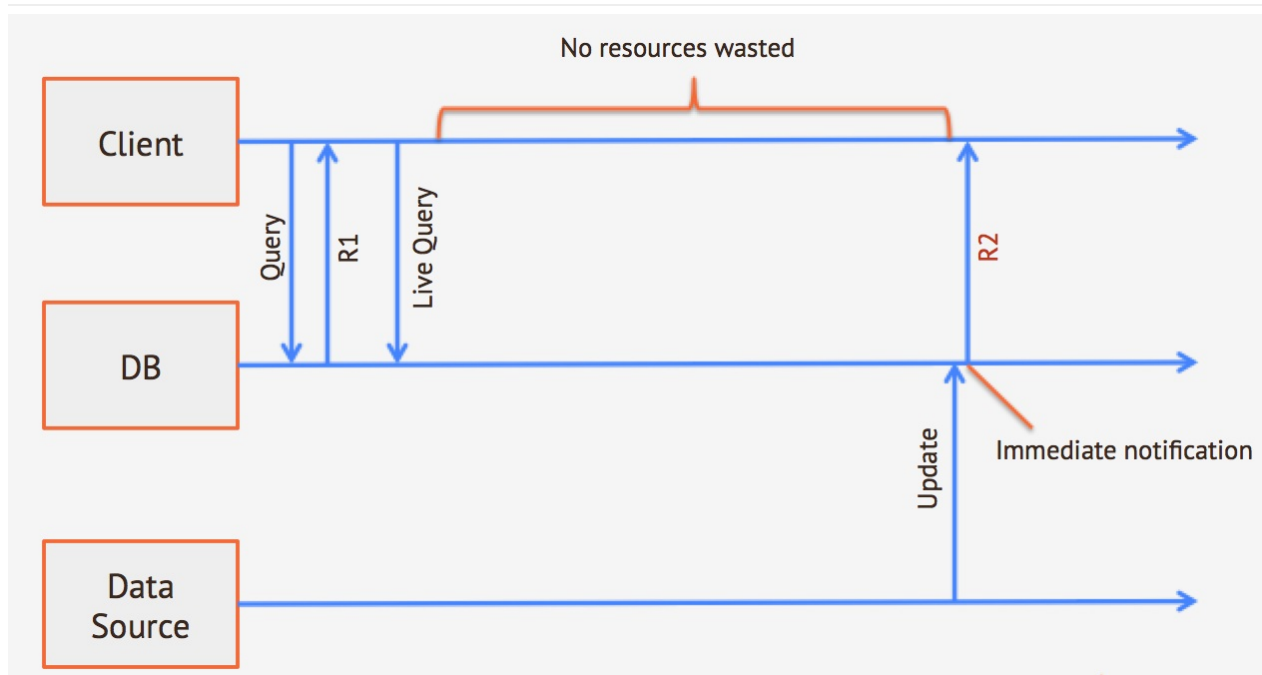 No resources wasted
Client
Query
R1
Live Query
R2
DB
Update
Immediate notification
Data
Source